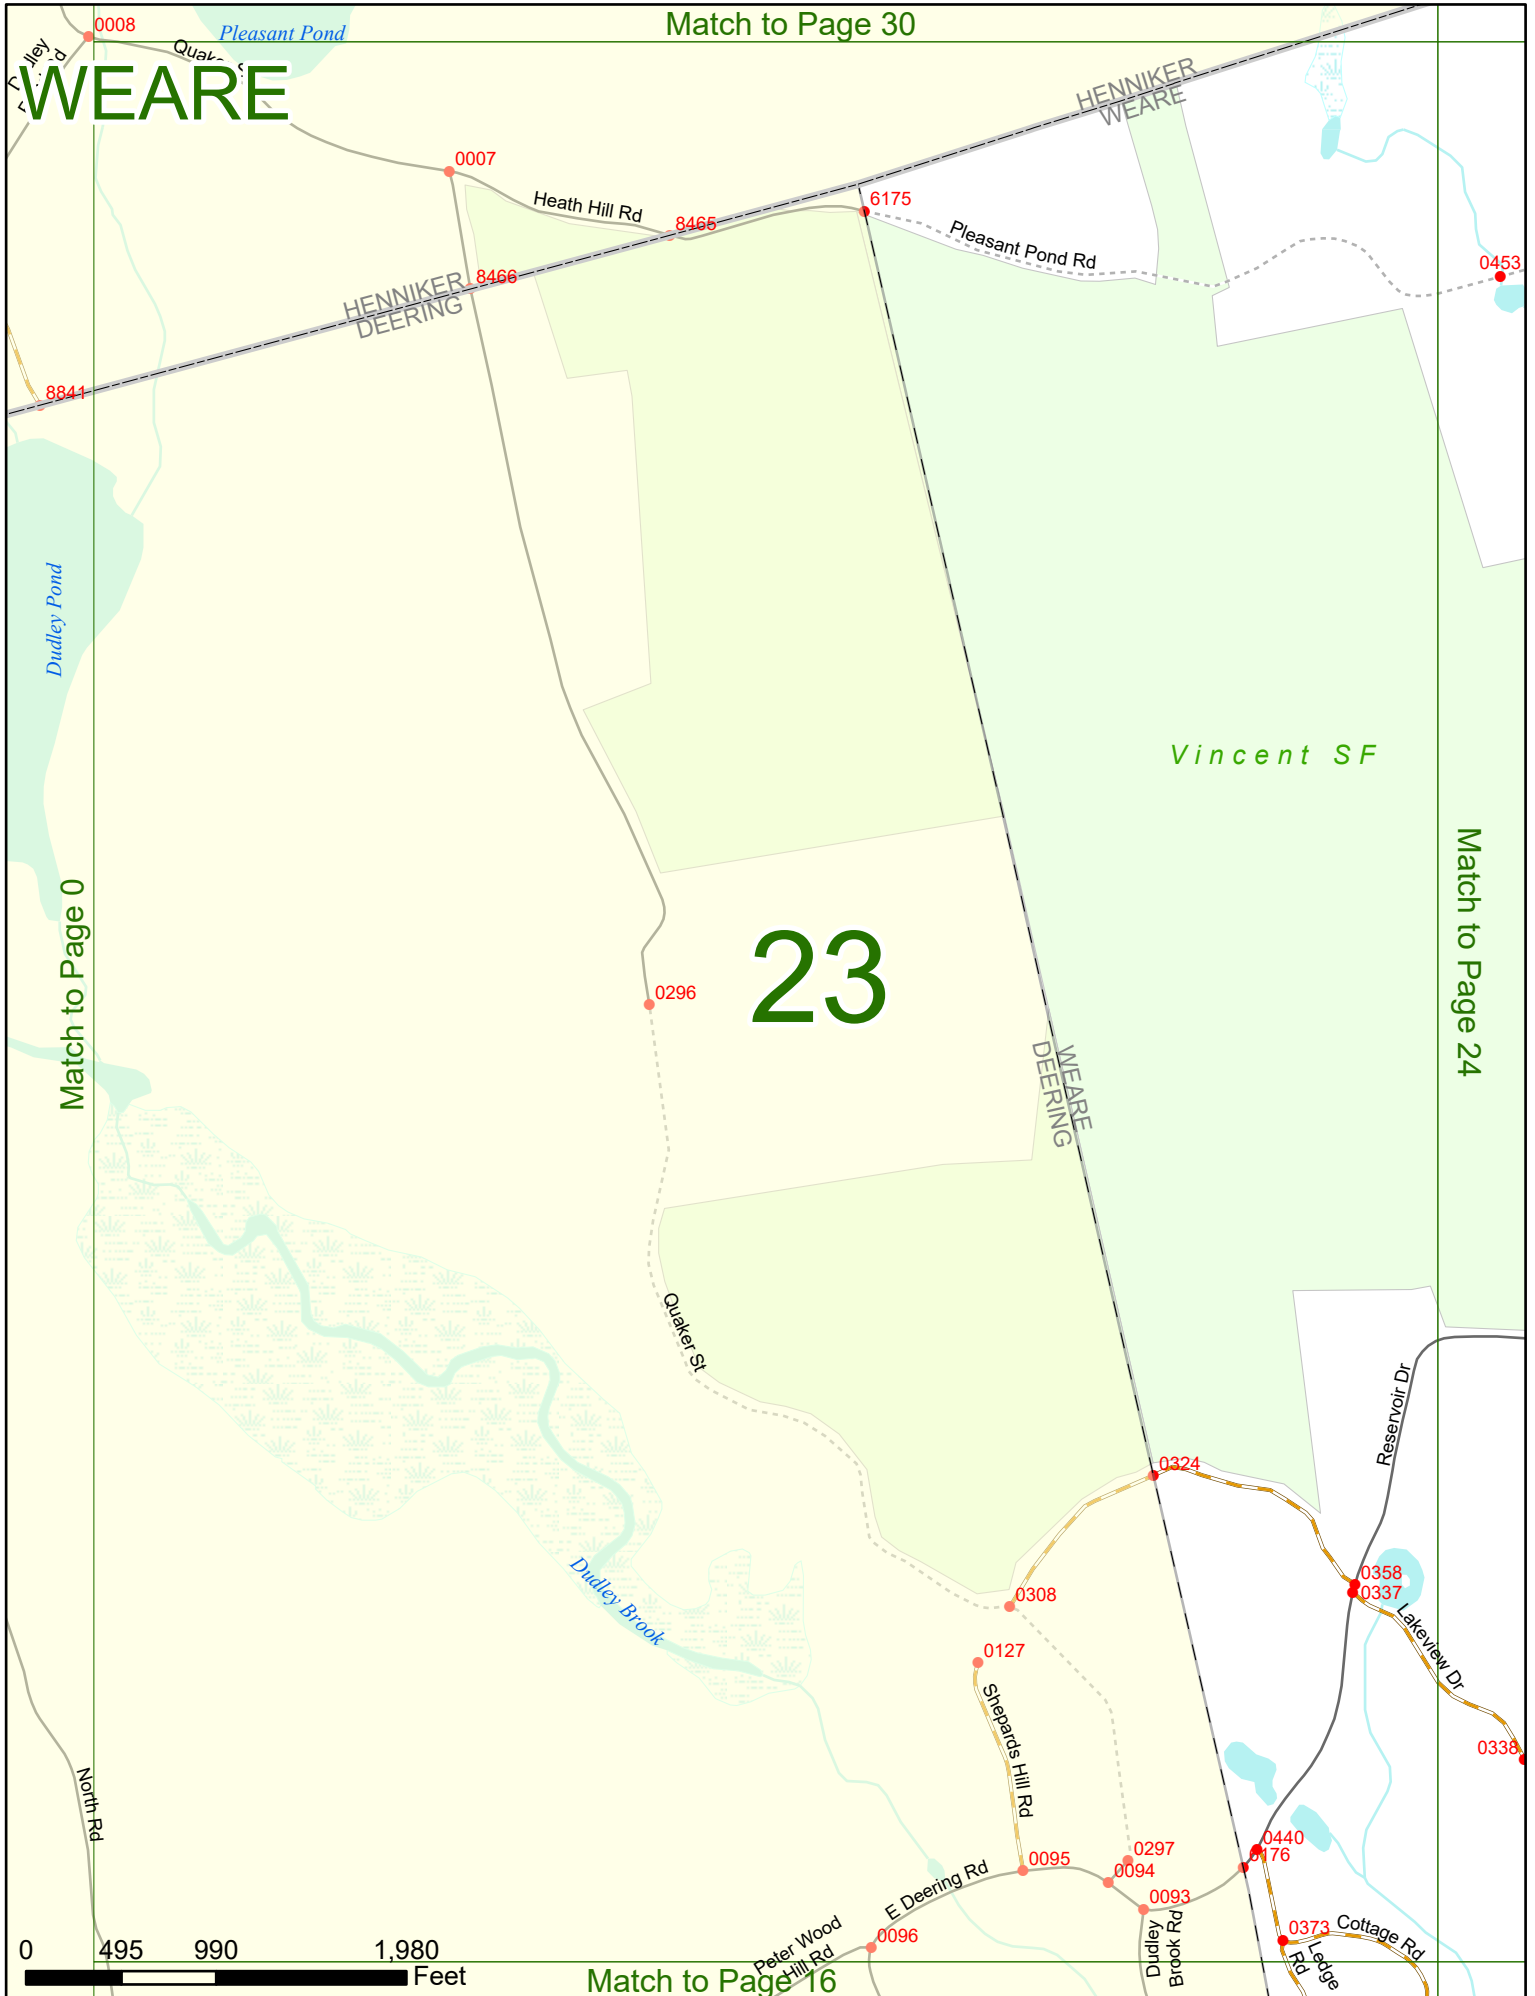 Match to Page 30
0008
Pleasant Pond
WEARE
HENNIKER
WEARE
0007
Heath Hill Rd
8465
6175
Pleasant Pond Rd
0453
8466
HENNIKER
DEERING
8841
Dudley Pond
Vincent SF
Match to Page 0
23
Match to Page 24
0296
WEARE
DEERING
Quaker St
Reservoir Dr
0324
0358
0337
Dudley Brook
0308
Lakeview Dr
0127
Shepards Hill Rd
0338
North Rd
0440
0297
0095
0094
E Deering Rd
0093
Dudley
Brook Rd
0373
Cottage Rd
Ledge
Rd
Peter Wood
Hill Rd
0096
0 495 990 1,980
Feet
Match to Page 16